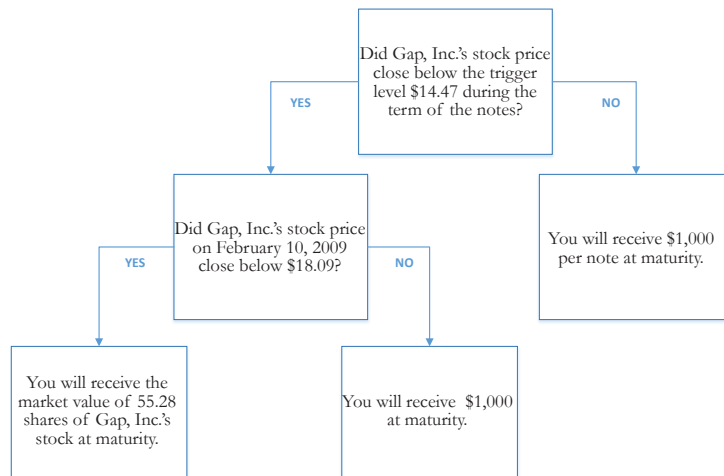 Did Gap, Inc.'s stock price
close below the trigger
level $14.47 during the
term of the notes?
YES
NO
Did Gap, Inc.'s stock price
on February 10, 2009
close below $18.09?
You will receive $1,000
per note at maturity.
YES
NO
You will receive the
market value of 55.28
shares of Gap, Inc.'s
stock at maturity.
You will receive $1,000
at maturity.